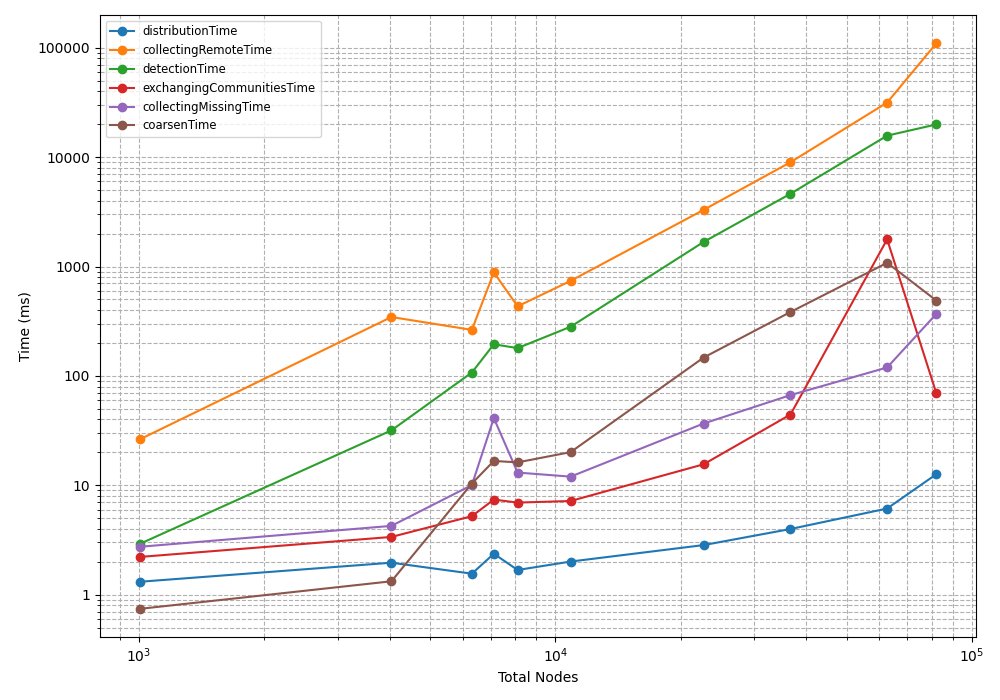 distributionTime
collectingRemoteTime
detectionTime
exchangingCommunitiesTime
collectingMissingTime
coarsenTime
Time (ms)
100000
10000
1000
100
10
1
10³
10⁴
10⁵
Total Nodes